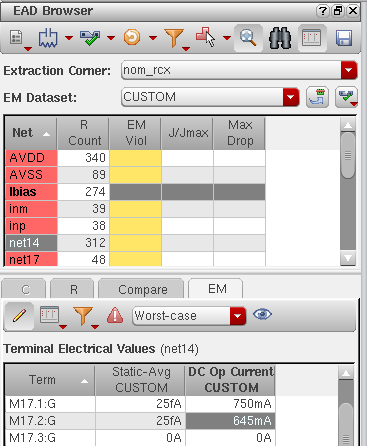 EAD Browser
Extraction Corner: nom_rcx
EM Dataset: CUSTOM
Net R Count EM Viol J/Jmax Max Drop
AVDD 340
AVSS 89
Ibias 274
inm 39
inp 38
net14 312
net17 48
C R Compare EM
Worst-case
Terminal Electrical Values (net14)
Term Static-Avg CUSTOM DC Op Current CUSTOM
M17.1:G 25fA 750mA
M17.2:G 25fA 645mA
M17.3:G 0A 0A